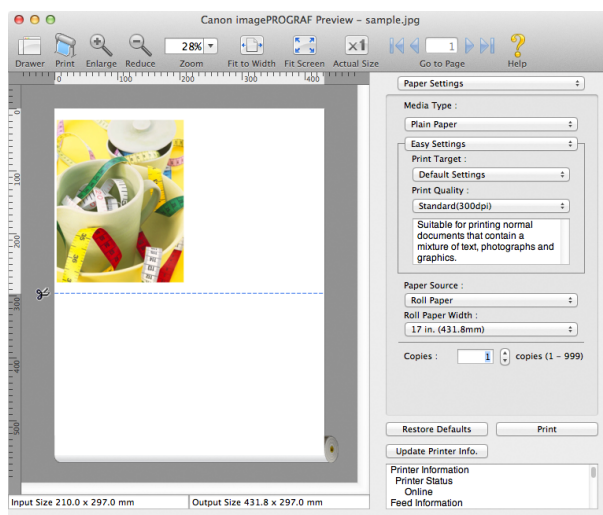 Canon imagePROGRAF Preview - sample.jpg
28%
1
Drawer Print Enlarge Reduce Zoom Fit to Width Fit Screen Actual Size Go to Page Help
0 100 200 300 400
0
100
200
300
400
500
Paper Settings
Media Type :
Plain Paper
Easy Settings
Print Target :
Default Settings
Print Quality :
Standard(300dpi)
Suitable for printing normal
documents that contain a
mixture of text, photographs and
graphics.
Paper Source :
Roll Paper
Roll Paper Width :
17 in. (431.8mm)
Copies : 1 copies (1 - 999)
Restore Defaults Print
Update Printer Info.
Printer Information
Printer Status
Online
Feed Information
Input Size 210.0 x 297.0 mm Output Size 431.8 x 297.0 mm